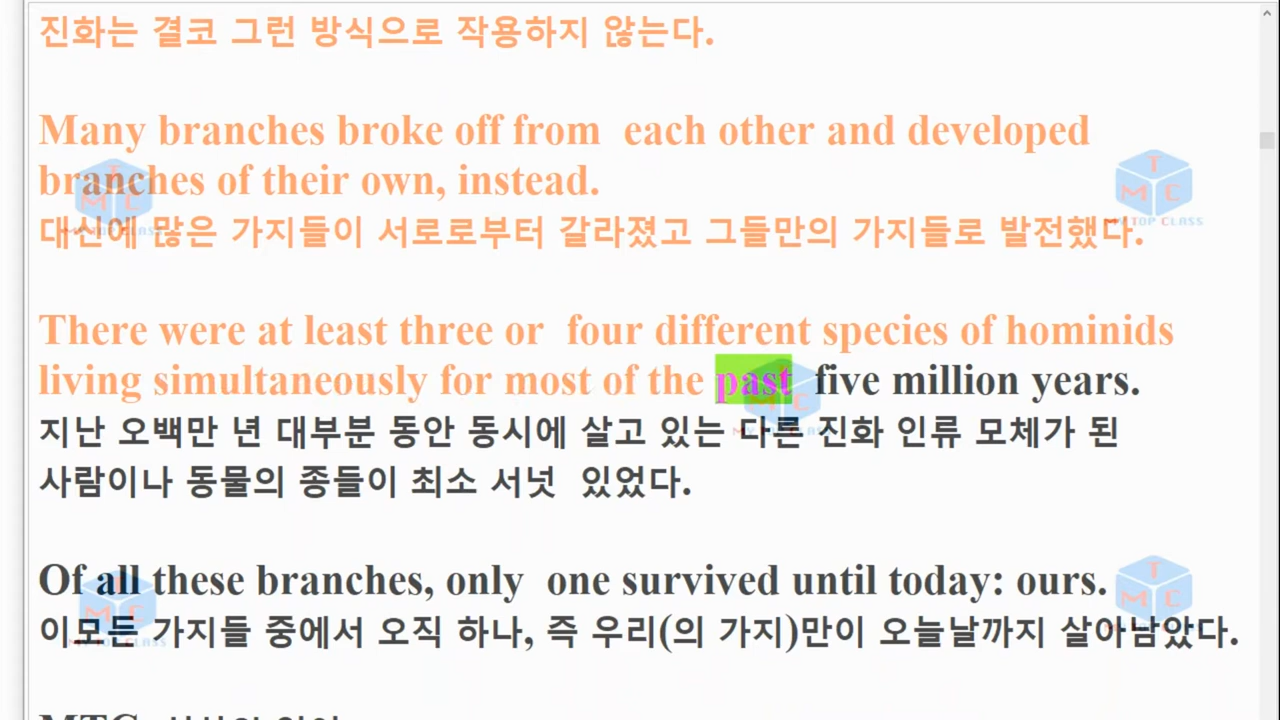 진화는 결코 그런 방식으로 작용하지 않는다.
Many branches broke off from each other and developed
branches of their own, instead.
대신에 많은 가지들이 서로로부터 갈라졌고 그들만의 가지들로 발전했다.
There were at least three or four different species of hominids
living simultaneously for most of the past five million years.
지난 오백만 년 대부분 동안 동시에 살고 있는 다른 진화 인류 모체가 된
사람이나 동물의 종들이 최소 서넛 있었다.
Of all these branches, only one survived until today: ours.
이모든 가지들 중에서 오직 하나, 즉 우리(의 가지)만이 오늘날까지 살아남았다.